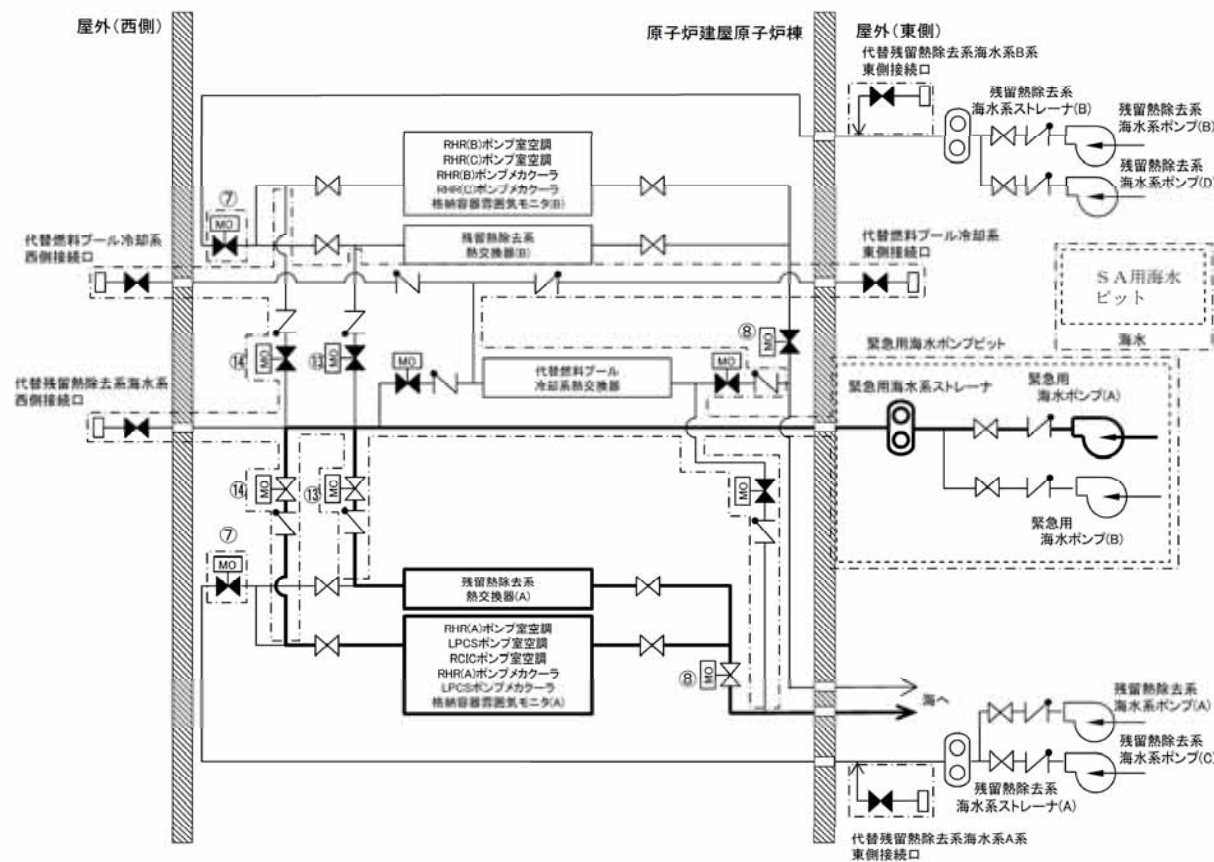 屋外(西側)
原子炉建屋原子炉棟
屋外(東側)
代替残留熱除去系海水系B系
東側接続口
残留熱除去系
海水系ストレーナ(B)
残留熱除去系
海水系ポンプ(B)
残留熱除去系
海水系ポンプ(D)
RHR(B)ポンプ室空調
RHR(C)ポンプ室空調
RHR(B)ポンプメカクーラ
RHR(C)ポンプメカクーラ
格納容器雰囲気モニタ(B)
⑦
MO
残留熱除去系
熱交換器(B)
代替燃料プール冷却系
西側接続口
代替燃料プール冷却系
東側接続口
SA用海水
ピット
海水
⑭
MO
⑬
MO
MO
代替燃料プール
冷却系熱交換器
MO
⑧
MO
緊急用海水ポンプピット
緊急用海水系ストレーナ
緊急用
海水ポンプ(A)
代替残留熱除去系海水系
西側接続口
⑭
MO
⑬
MC
MO
緊急用
海水ポンプ(B)
⑦
MO
残留熱除去系
熱交換器(A)
RHR(A)ポンプ室空調
LPCSポンプ室空調
RCICポンプ室空調
RHR(A)ポンプメカクーラ
LPCSポンプメカクーラ
格納容器雰囲気モニタ(A)
⑧
MO
海へ
残留熱除去系
海水系ポンプ(A)
残留熱除去系
海水系ポンプ(C)
残留熱除去系
海水系ストレーナ(A)
代替残留熱除去系海水系A系
東側接続口